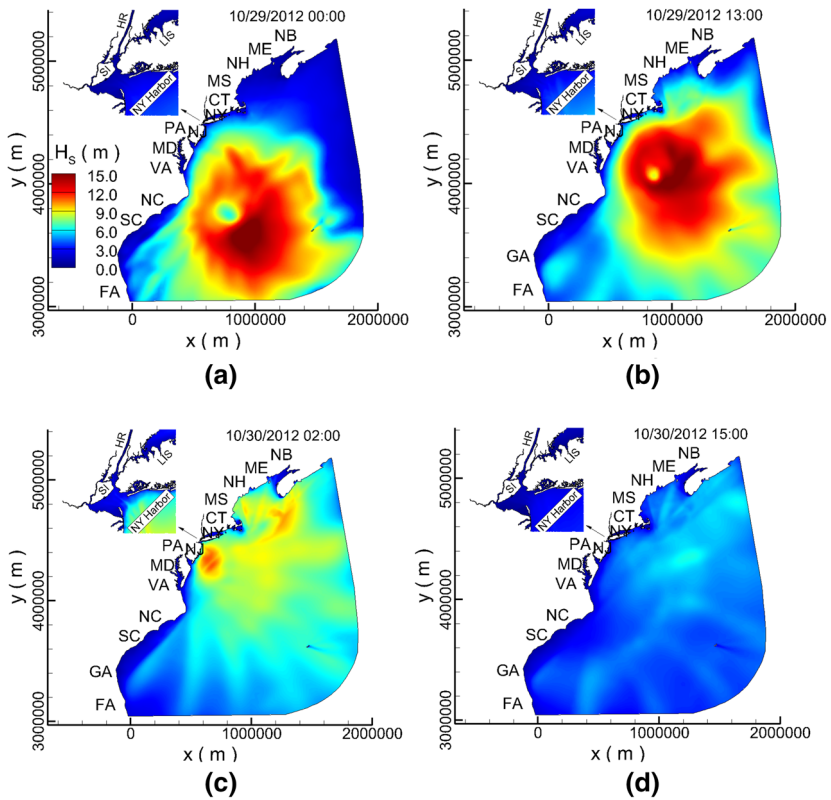 10/29/2012 00:00
HR
LIS
SI
NY Harbor
NB
ME
NH
MS
CT
NY
PA
NJ
MD
VA
NC
SC
FA
H_S ( m )
15.0
12.0
9.0
6.0
3.0
0.0
y ( m )
5000000
4000000
3000000
0
1000000
2000000
x ( m )
(a)
10/29/2012 13:00
HR
LIS
SI
NY Harbor
NB
ME
NH
MS
CT
NY
PA
NJ
MD
VA
NC
SC
GA
FA
y ( m )
5000000
4000000
3000000
0
1000000
2000000
x ( m )
(b)
10/30/2012 02:00
HR
LIS
SI
NY Harbor
NB
ME
NH
MS
CT
NY
PA
NJ
MD
VA
NC
SC
GA
FA
y ( m )
5000000
4000000
3000000
0
1000000
2000000
x ( m )
(c)
10/30/2012 15:00
HR
LIS
SI
NY Harbor
NB
ME
NH
MS
CT
NY
PA
NJ
MD
VA
NC
SC
GA
FA
y ( m )
5000000
4000000
3000000
0
1000000
2000000
x ( m )
(d)